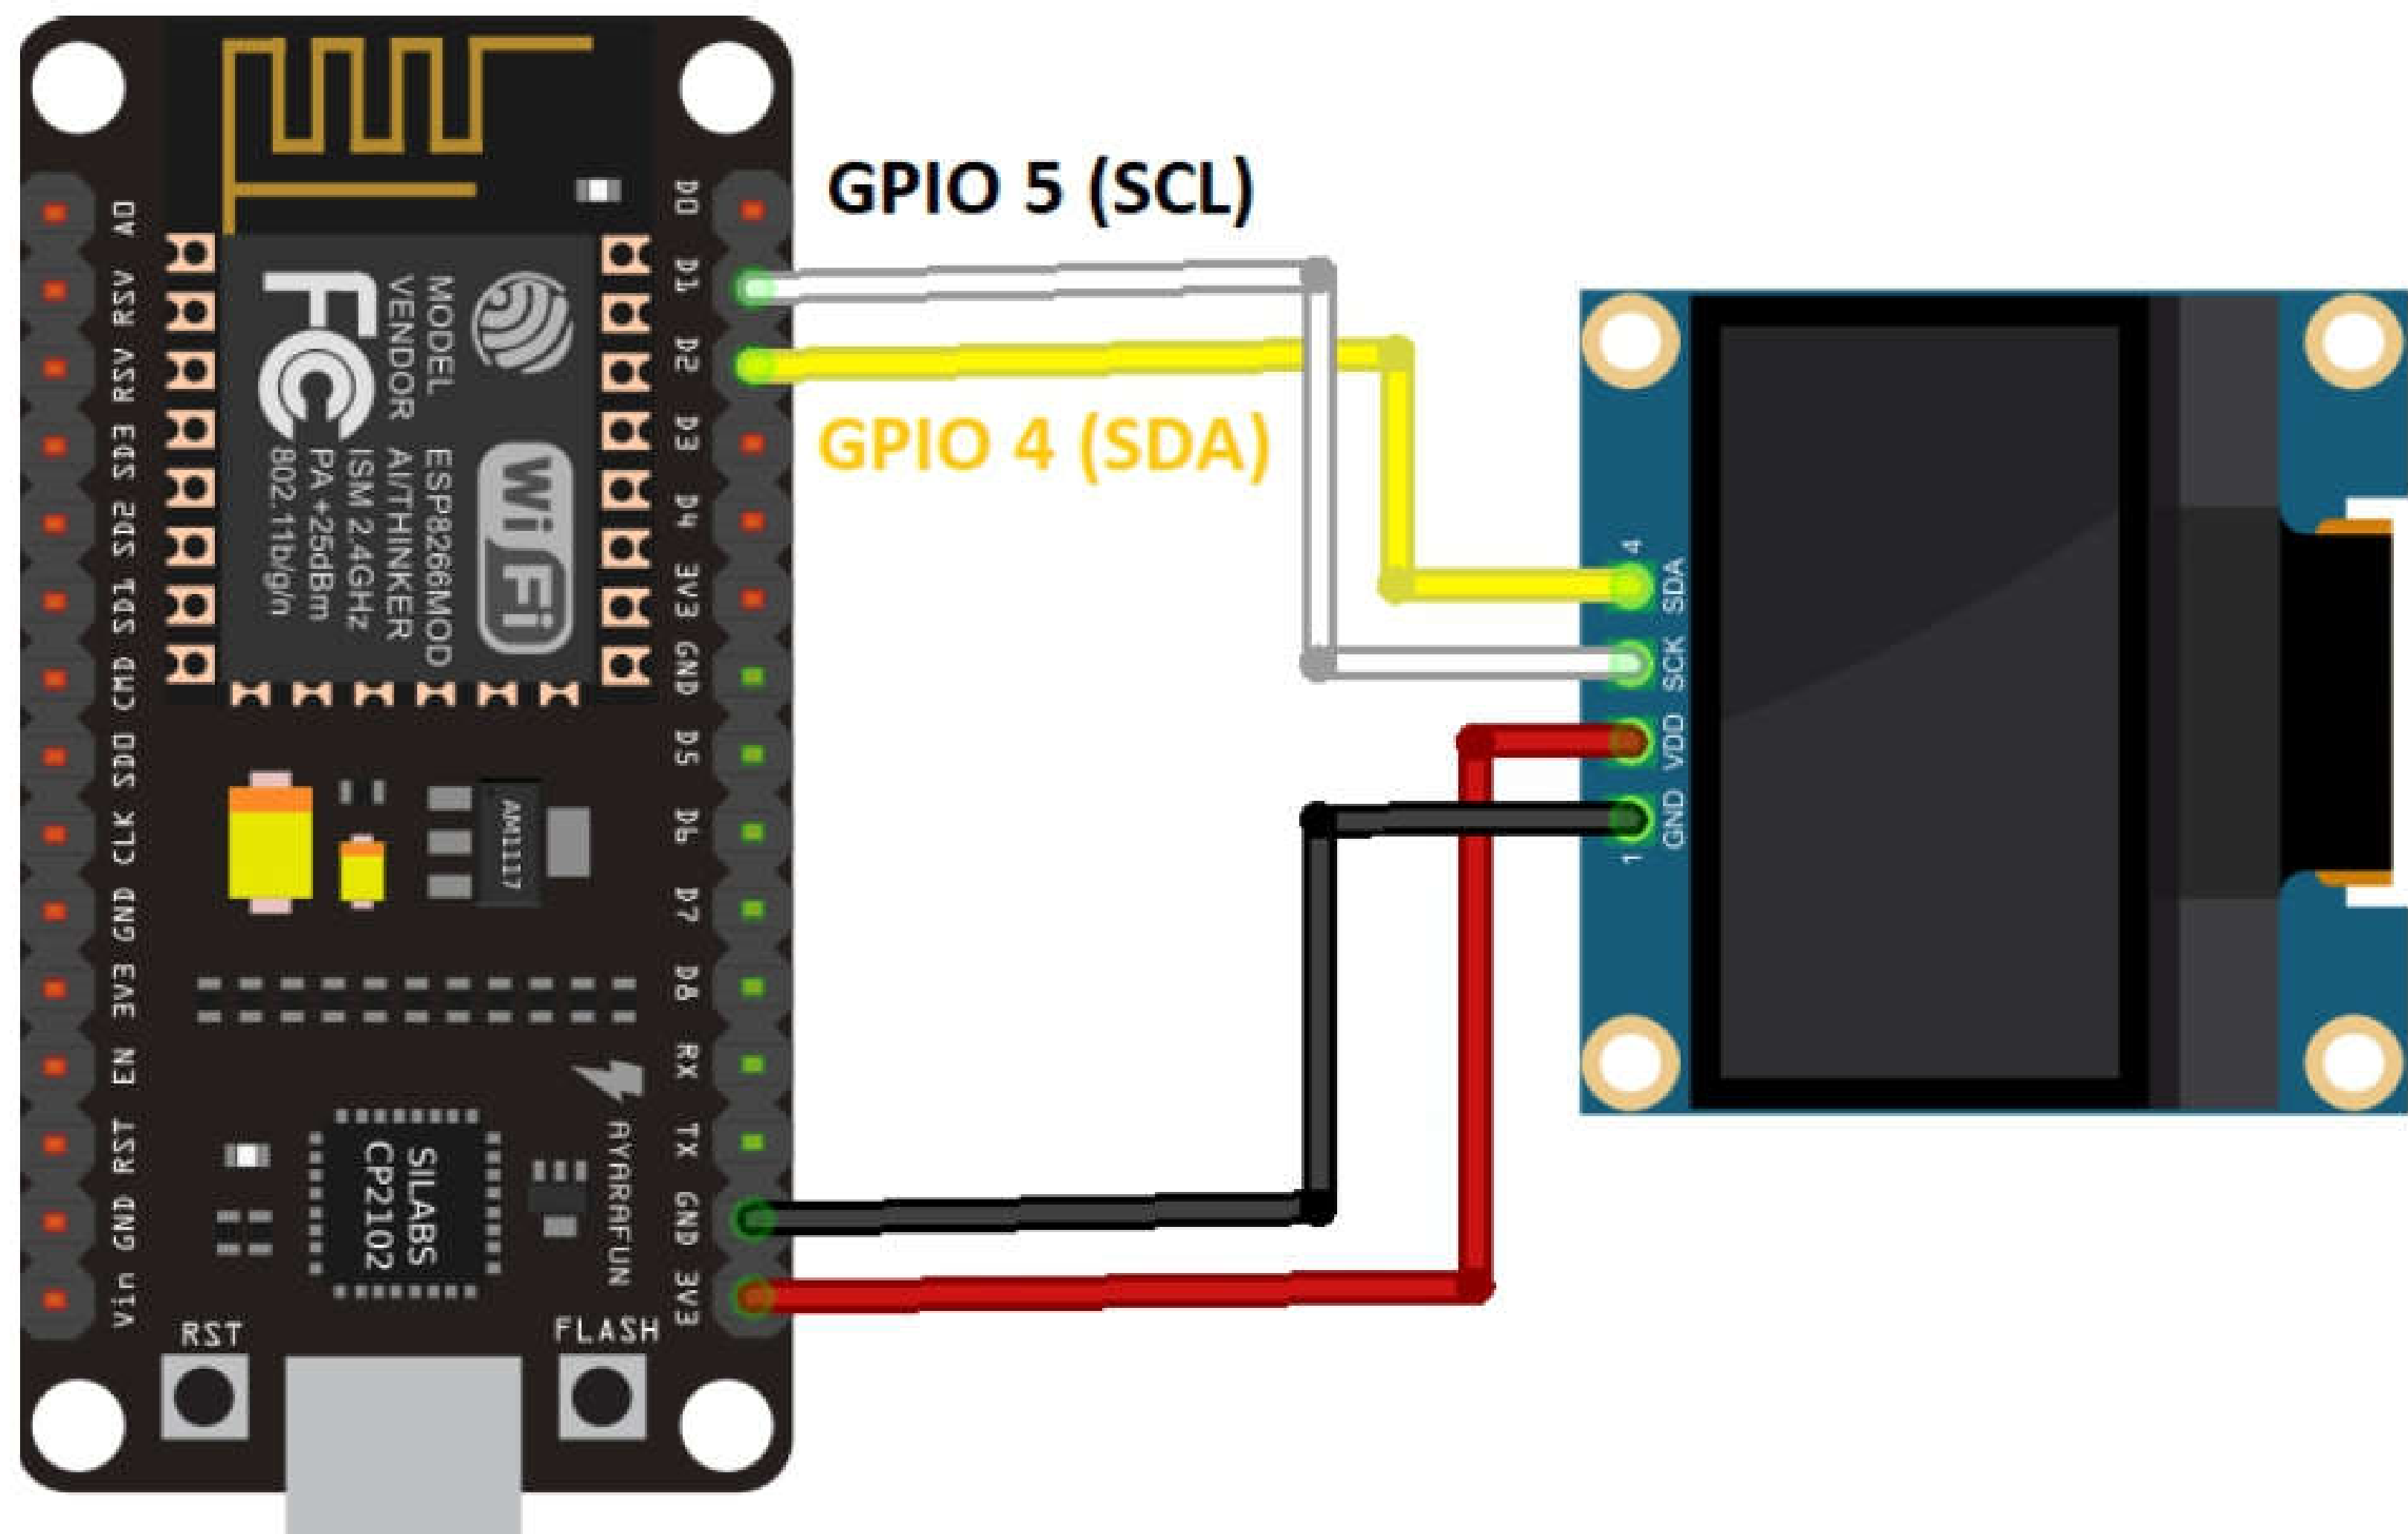 GPIO 5 (SCL)
GPIO 4 (SDA)
A0
RSV
RSV
SD3
SD2
SD1
CMD
SD0
CLK
GND
3V3
EN
RST
GND
Vin
D0
D1
D2
D3
D4
3V3
GND
D5
D6
D7
D8
RX
TX
GND
3V3
FC
MODEL ESP8266MOD
VENDOR AI/THINKER
ISM 2.4GHz
PA +25dBm
802.11b/g/n
WiFi
AM1117
SILABS
CP2102
AYARAFUN
RST
FLASH
4
SDA
SCK
VDD
GND
1